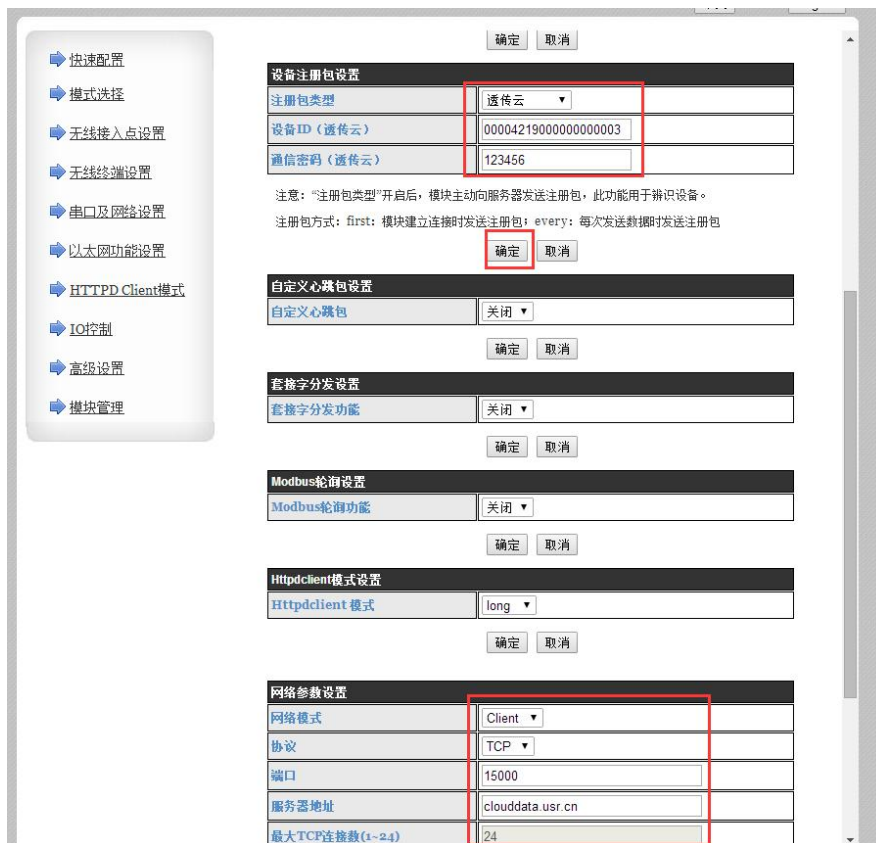 确定 取消
快速配置
模式选择
无线接入点设置
无线终端设置
串口及网络设置
以太网功能设置
HTTPD Client模式
IO控制
高级设置
模块管理
设备注册包设置
注册包类型 透传云
设备ID（透传云） 00004219000000000003
通信密码（透传云） 123456
注意：“注册包类型”开启后，模块主动向服务器发送注册包，此功能用于辨识设备。
注册包方式：first：模块建立连接时发送注册包；every：每次发送数据时发送注册包
确定 取消
自定义心跳包设置
自定义心跳包 关闭
确定 取消
套接字分发设置
套接字分发功能 关闭
确定 取消
Modbus轮询设置
Modbus轮询功能 关闭
确定 取消
Httpdclient模式设置
Httpdclient 模式 long
确定 取消
网络参数设置
网络模式 Client
协议 TCP
端口 15000
服务器地址 clouddata.usr.cn
最大TCP连接数(1~24) 24